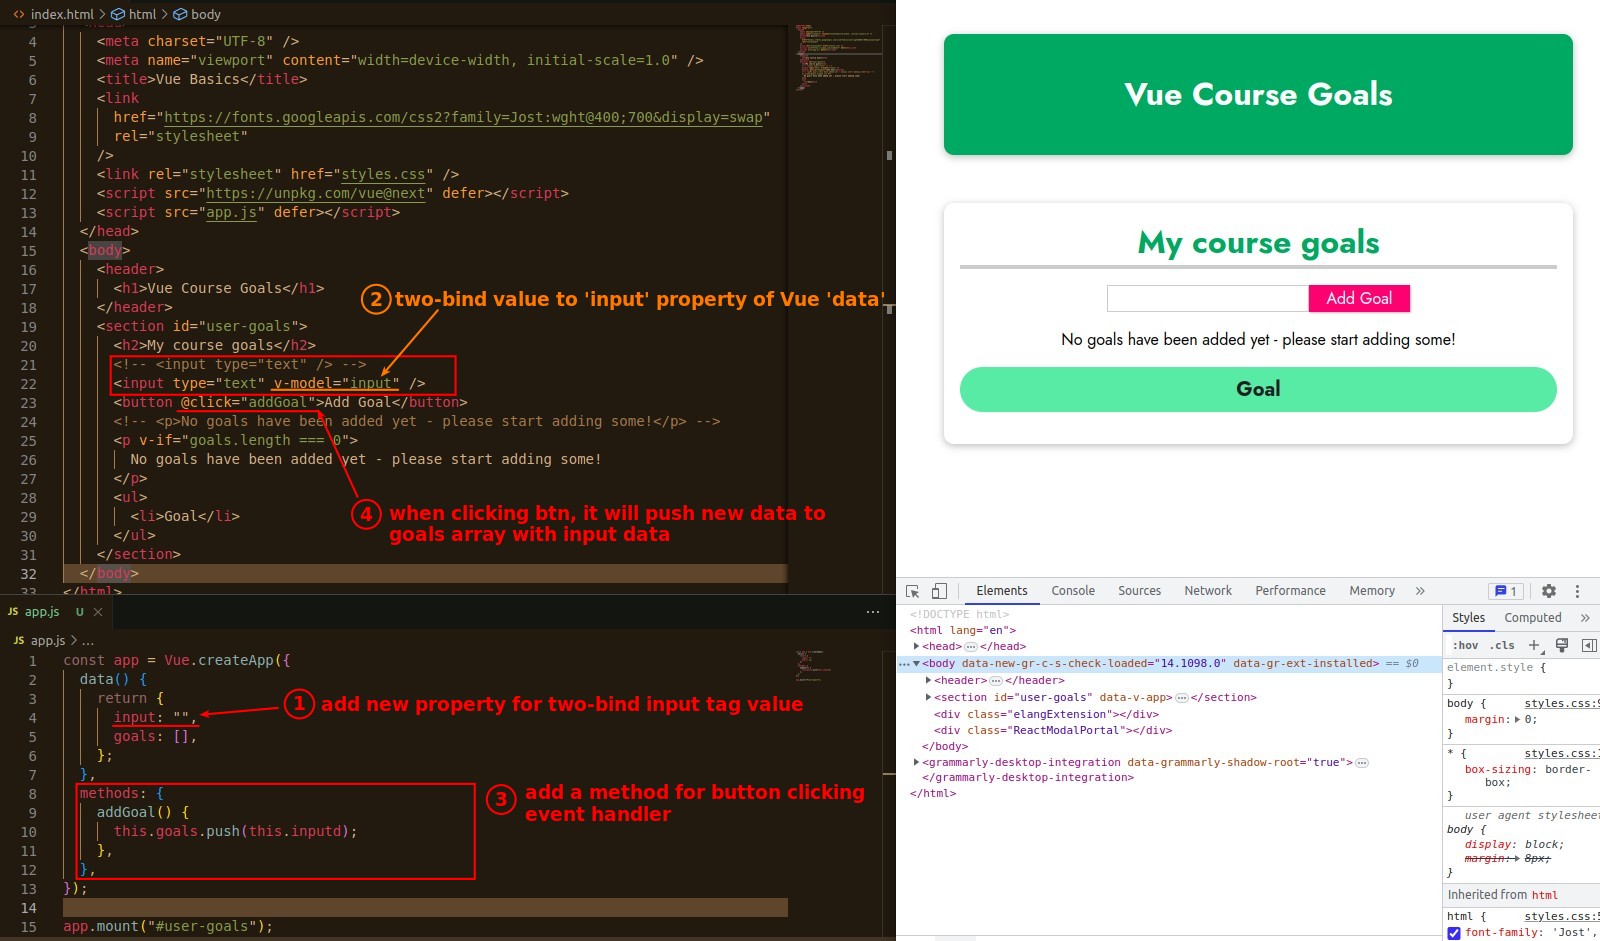 index.html > html > body
4 <meta charset="UTF-8" />
5 <meta name="viewport" content="width=device-width, initial-scale=1.0" />
6 <title>Vue Basics</title>
7 <link
8 href="https://fonts.googleapis.com/css2?family=Jost:wght@400;700&display=swap"
9 rel="stylesheet"
10 />
11 <link rel="stylesheet" href="styles.css" />
12 <script src="https://unpkg.com/vue@next" defer></script>
13 <script src="app.js" defer></script>
14 </head>
15 <body>
16 <header>
17 <h1>Vue Course Goals</h1>
② two-bind value to 'input' property of Vue 'data'
18 </header>
19 <section id="user-goals">
20 <h2>My course goals</h2>
21 <!-- <input type="text" /> -->
22 <input type="text" v-model="input" />
23 <button @click="addGoal">Add Goal</button>
24 <!-- <p>No goals have been added yet - please start adding some!</p> -->
25 <p v-if="goals.length === 0">
26 No goals have been added yet - please start adding some!
27 </p>
28 <ul>
④ when clicking btn, it will push new data to
goals array with input data
29 <li>Goal</li>
30 </ul>
31 </section>
32 </body>
33 </html>
JS app.js U
JS app.js > ...
1 const app = Vue.createApp({
2 data() {
3 return {
4 input: "",
① add new property for two-bind input tag value
5 goals: [],
6 };
7 },
8 methods: {
③ add a method for button clicking
event handler
9 addGoal() {
10 this.goals.push(this.inputd);
11 },
12 },
13 });
14
15 app.mount("#user-goals");
Vue Course Goals
My course goals
Add Goal
No goals have been added yet - please start adding some!
Goal
Elements Console Sources Network Performance Memory » 1
<!DOCTYPE html>
<html lang="en">
<head>…</head>
<body data-new-gr-c-s-check-loaded="14.1098.0" data-gr-ext-installed> == $0
<header>…</header>
<section id="user-goals" data-v-app>…</section>
<div class="elangExtension"></div>
<div class="ReactModalPortal"></div>
</body>
<grammarly-desktop-integration data-grammarly-shadow-root="true">…
</grammarly-desktop-integration>
</html>
Styles Computed »
:hov .cls +
element.style {
}
body { styles.css:
margin: 0;
}
* { styles.css:
box-sizing: border-
box;
}
user agent stylesheet
body {
display: block;
margin: 8px;
}
Inherited from html
html { styles.css:
font-family: 'Jost',